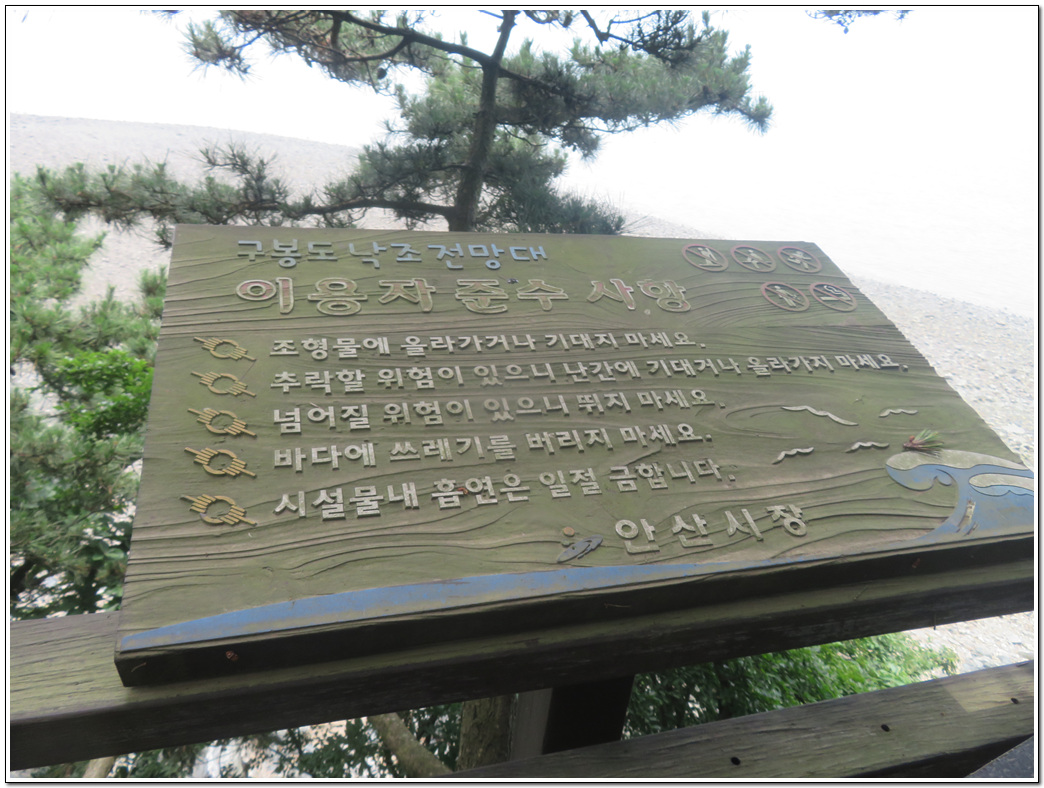 구봉도 낙조전망대
이용자 준수 사항
조형물에 올라가거나 기대지 마세요.
추락할 위험이 있으니 난간에 기대거나 올라가지 마세요.
넘어질 위험이 있으니 뛰지 마세요.
바다에 쓰레기를 버리지 마세요.
시설물내 흡연은 일절 금합니다.
안산시장